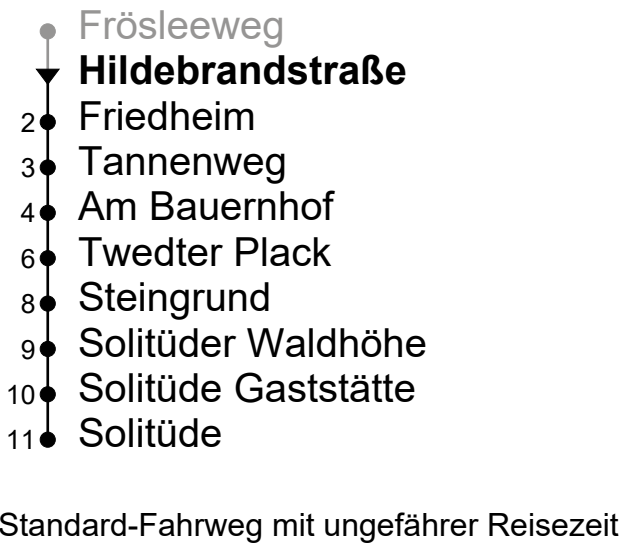 Frösleeweg
Hildebrandstraße
2 Friedheim
3 Tannenweg
4 Am Bauernhof
6 Twedter Plack
8 Steingrund
9 Solitüder Waldhöhe
10 Solitüde Gaststätte
11 Solitüde
Standard-Fahrweg mit ungefährer Reisezeit